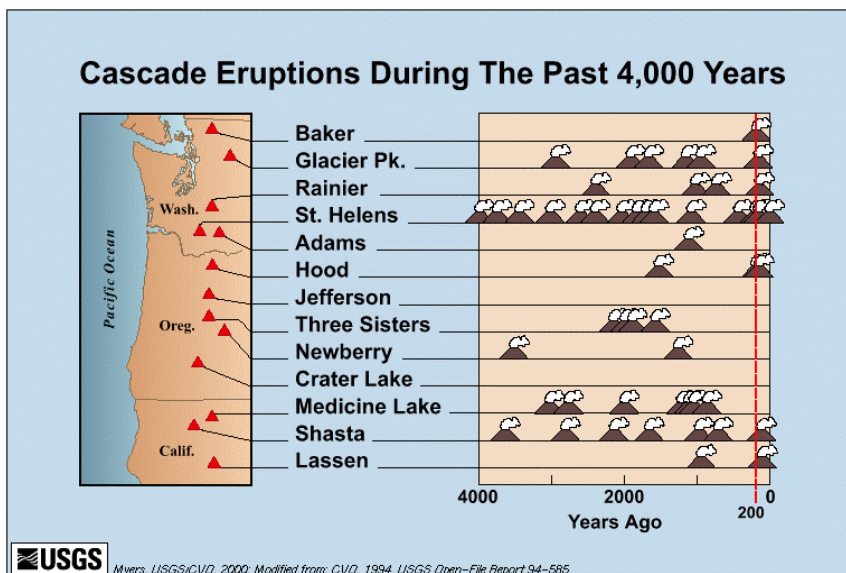 Cascade Eruptions During The Past 4,000 Years
Pacific Ocean
Wash.
Oreg.
Calif.
Baker
Glacier Pk.
Rainier
St. Helens
Adams
Hood
Jefferson
Three Sisters
Newberry
Crater Lake
Medicine Lake
Shasta
Lassen
4000 2000 0
200
Years Ago
USGS
Myers, USGS/CVO, 2000; Modified from: CVO, 1994, USGS Open-File Report 94-585